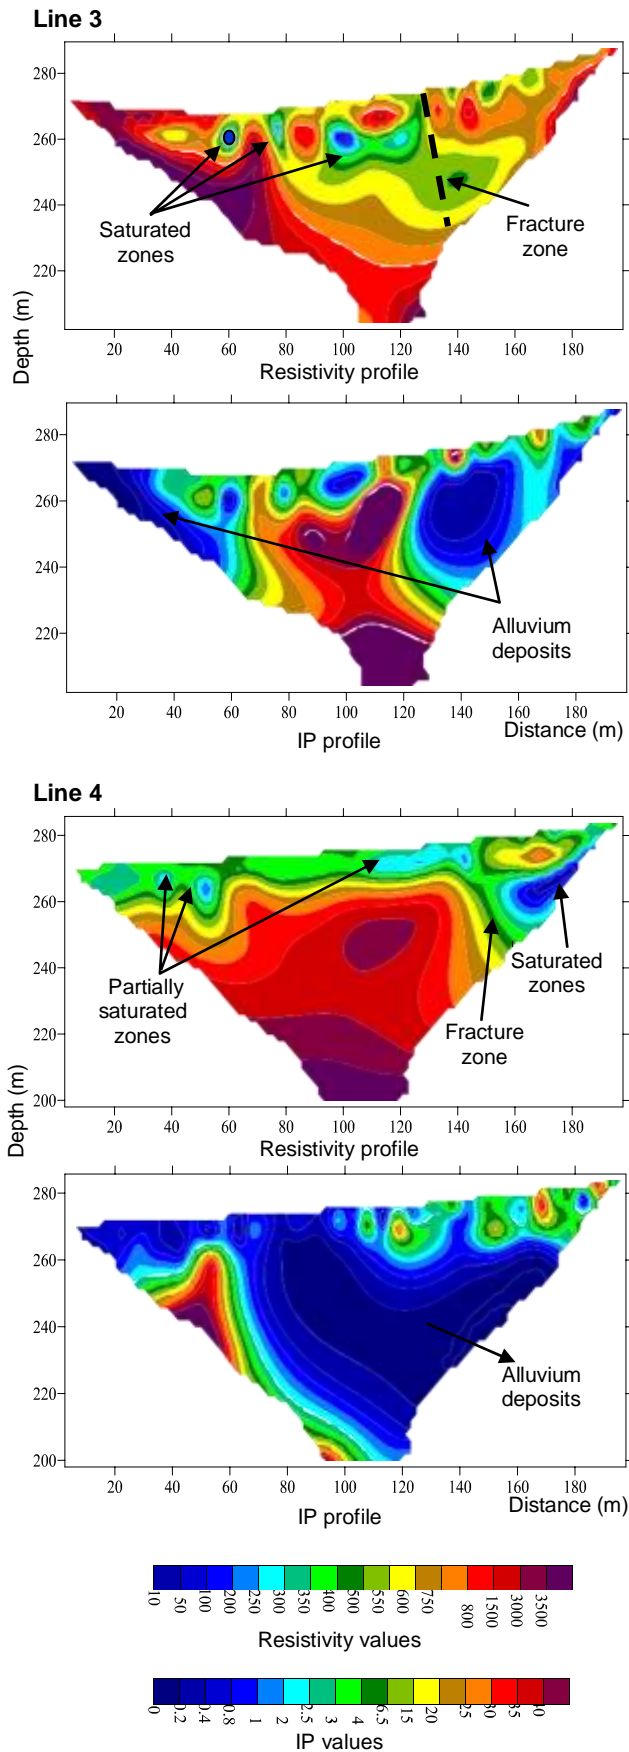 Line 3
280
260
240
220
Depth (m)
Saturated
zones
Fracture
zone
20 40 60 80 100 120 140 160 180
Resistivity profile
280
260
240
220
Alluvium
deposits
20 40 60 80 100 120 140 160 180
IP profile
Distance (m)
Line 4
280
260
240
220
200
Depth (m)
Partially
saturated
zones
Fracture
zone
Saturated
zones
20 40 60 80 100 120 140 160 180
Resistivity profile
280
260
240
220
200
Alluvium
deposits
20 40 60 80 100 120 140 160 180
IP profile
Distance (m)
10 50 100 200 250 300 350 400 500 550 600 750 800 1500 3000 3500
Resistivity values
0 0.2 0.4 0.8 1 2 2.5 3 4 6.5 15 20 25 30 35 40
IP values